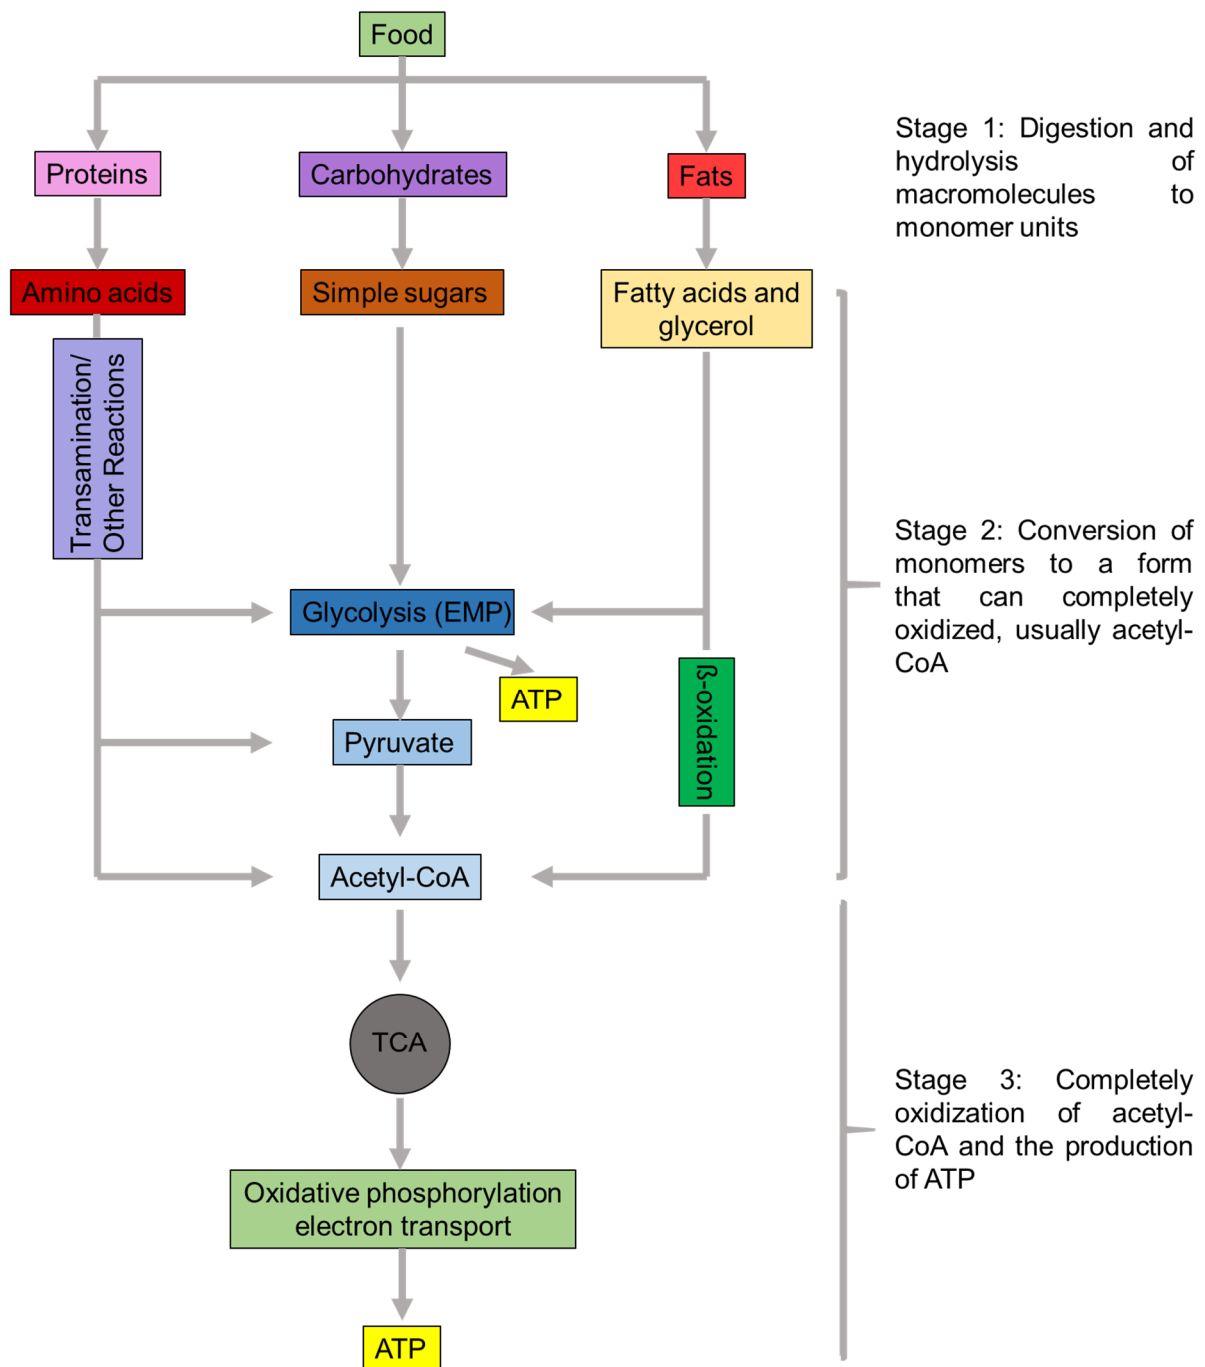 Food
Proteins
Carbohydrates
Fats
Stage 1: Digestion and
hydrolysis of
macromolecules to
monomer units
Amino acids
Simple sugars
Fatty acids and
glycerol
Transamination/
Other Reactions
Glycolysis (EMP)
ATP
Stage 2: Conversion of
monomers to a form
that can completely
oxidized, usually acetyl-
CoA
Pyruvate
ß-oxidation
Acetyl-CoA
TCA
Stage 3: Completely
oxidization of acetyl-
CoA and the production
of ATP
Oxidative phosphorylation
electron transport
ATP